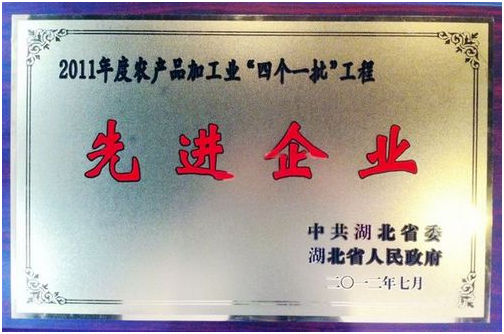 2011年度农产品加工业“四个一批”工程
先进企业
中共湖北省委
湖北省人民政府
二〇一二年七月